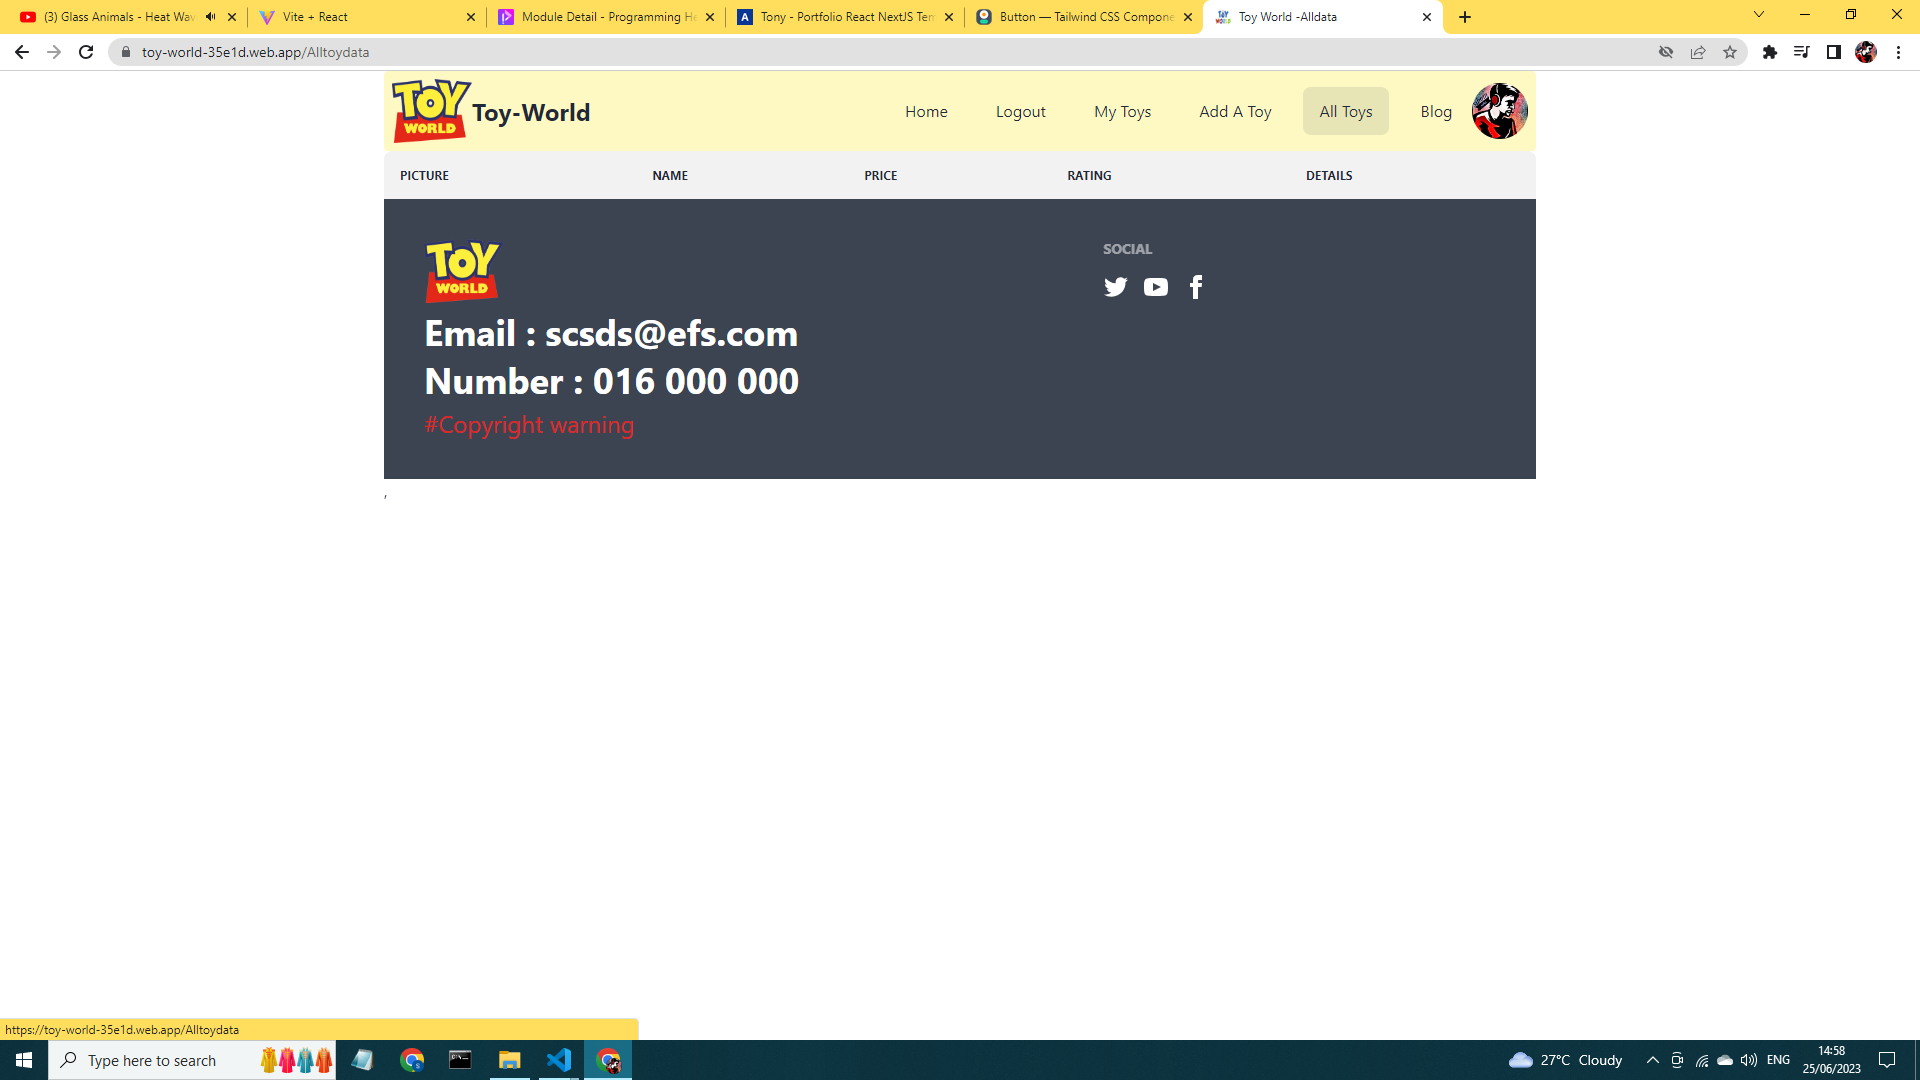 (3) Glass Animals - Heat Wav
Vite + React
Module Detail - Programming He
Tony - Portfolio React NextJS Tem
Button — Tailwind CSS Compone
Toy World -Alldata
toy-world-35e1d.web.app/Alltoydata
TOY
WORLD
Toy-World
Home
Logout
My Toys
Add A Toy
All Toys
Blog
PICTURE
NAME
PRICE
RATING
DETAILS
TOY
WORLD
SOCIAL
Email : scsds@efs.com
Number : 016 000 000
#Copyright warning
,
https://toy-world-35e1d.web.app/Alltoydata
Type here to search
27°C Cloudy
ENG
14:58
25/06/2023